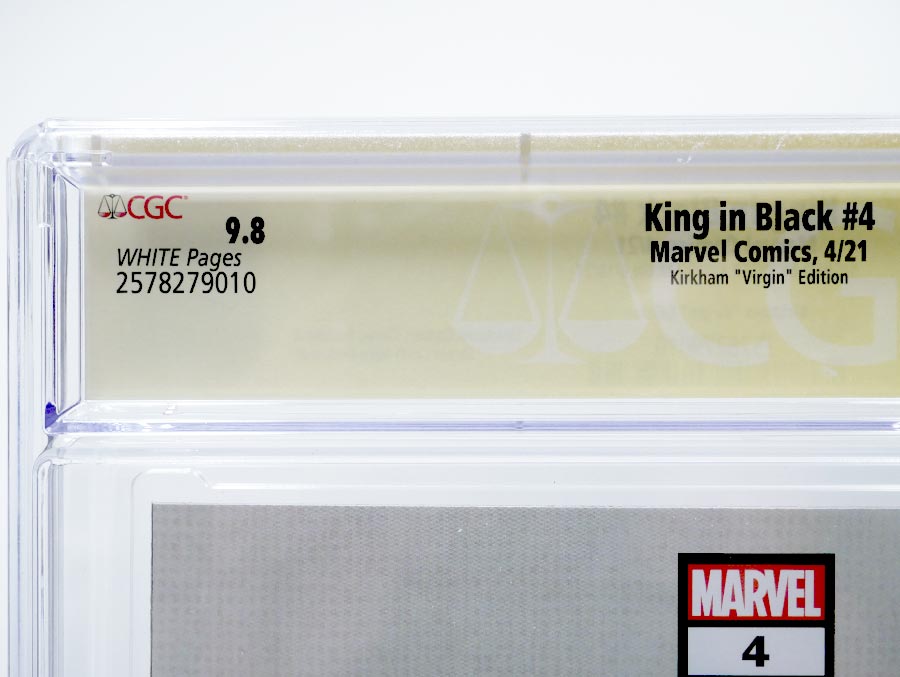 CGC
9.8
WHITE Pages
2578279010
King in Black #4
Marvel Comics, 4/21
Kirkham "Virgin" Edition
CGC
MARVEL
4